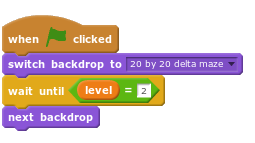 when clicked
switch backdrop to 20 by 20 delta maze
wait until level = 2
next backdrop